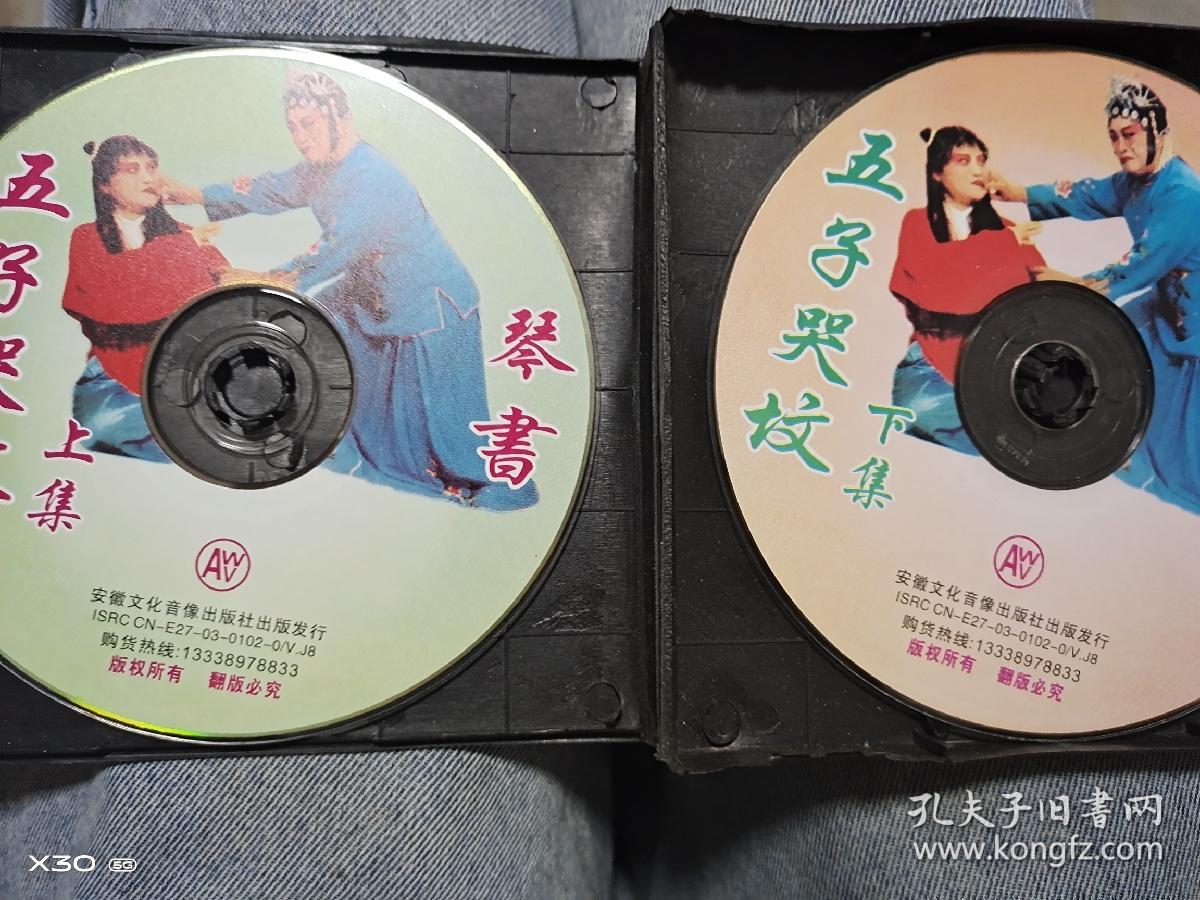 五子哭
上集
琴書
AWV
安徽文化音像出版社出版发行
ISRC CN-E27-03-0102-0/V.J8
购货热线:13338978833
版权所有 翻版必究
五子哭坟
下集
AWV
安徽文化音像出版社出版发行
ISRC CN-E27-03-0102-0/V.J8
购货热线:13338978833
版权所有 翻版必究
X30 5G
孔夫子旧書网
www.kongfz.com